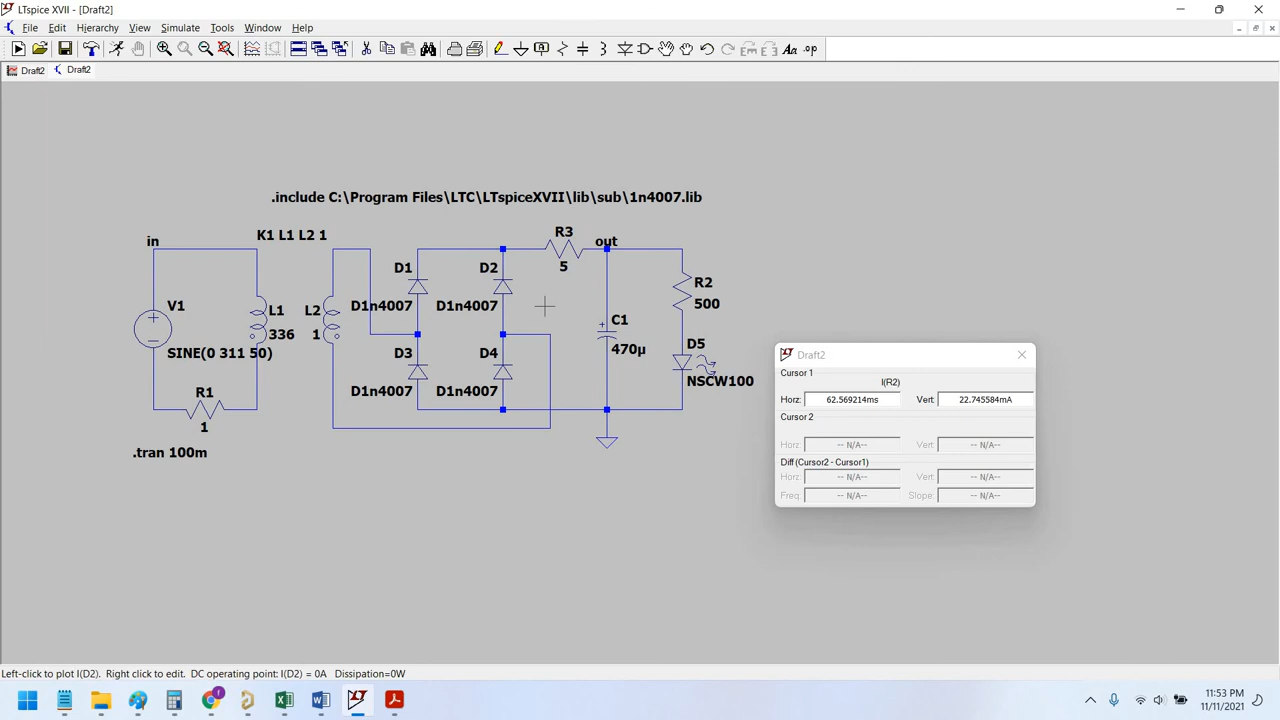 LTspice XVII - [Draft2]
File Edit Hierarchy View Simulate Tools Window Help
Aa .op
Draft2 Draft2
.include C:\Program Files\LTC\LTspiceXVII\lib\sub\1n4007.lib
in K1 L1 L2 1 R3 out
5
D1 D2 R2
500
V1 L1 L2 D1n4007 D1n4007 C1
336 1
SINE(0 311 50) D3 D4 470µ D5
NSCW100
R1 D1n4007 D1n4007
1
.tran 100m
Draft2
Cursor 1
I(R2)
Horz: 62.569214ms Vert: 22.745584mA
Cursor 2
Horz: -- N/A-- Vert: -- N/A--
Diff (Cursor2 - Cursor1)
Horz: -- N/A-- Vert: -- N/A--
Freq: -- N/A-- Slope: -- N/A--
Left-click to plot I(D2). Right click to edit. DC operating point: I(D2) = 0A Dissipation=0W
11:53 PM
11/11/2021